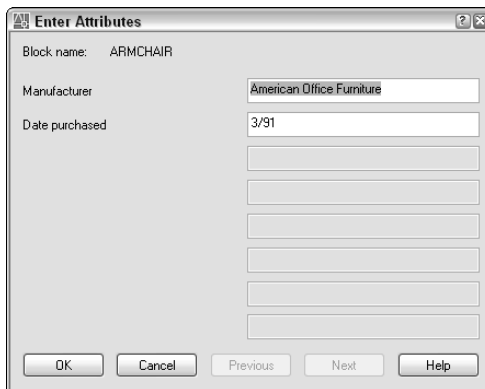 Enter Attributes
Block name: ARMCHAIR
Manufacturer American Office Furniture
Date purchased 3/91
OK Cancel Previous Next Help